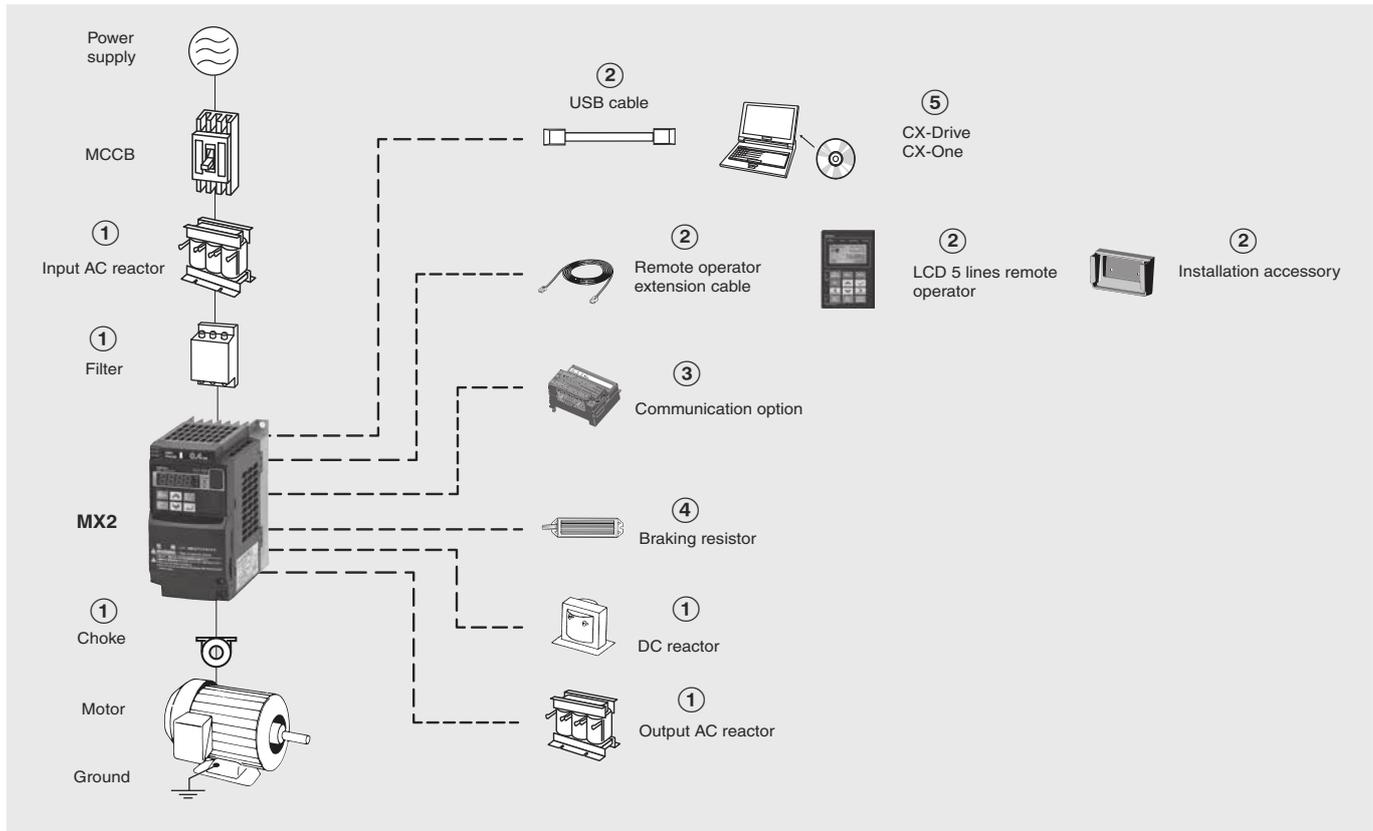 Power
supply
MCCB
1
Input AC reactor
1
Filter
MX2
1
Choke
Motor
Ground
2
USB cable
5
CX-Drive
CX-One
2
Remote operator
extension cable
2
LCD 5 lines remote
operator
2
Installation accessory
3
Communication option
4
Braking resistor
1
DC reactor
1
Output AC reactor